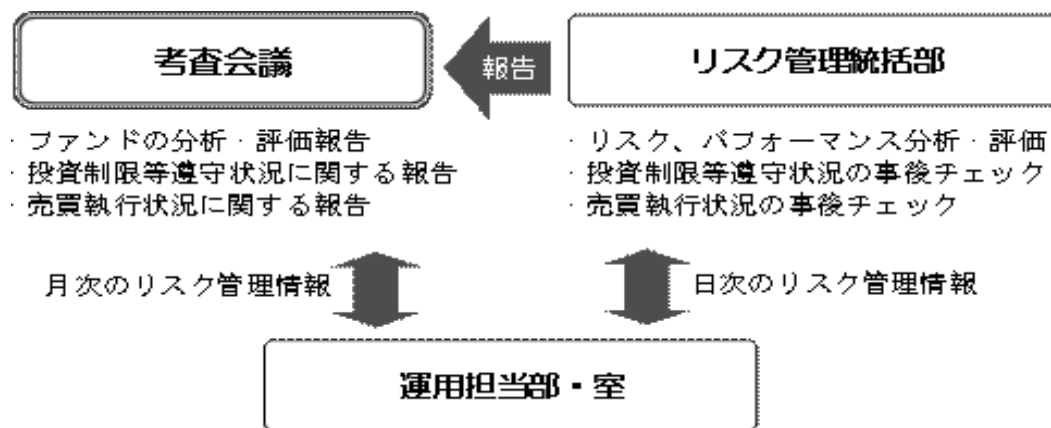 考査会議
報告
リスク管理統括部
・ファンドの分析・評価報告
・投資制限等遵守状況に関する報告
・売買執行状況に関する報告
・リスク、パフォーマンス分析・評価
・投資制限等遵守状況の事後チェック
・売買執行状況の事後チェック
月次のリスク管理情報
日次のリスク管理情報
運用担当部・室